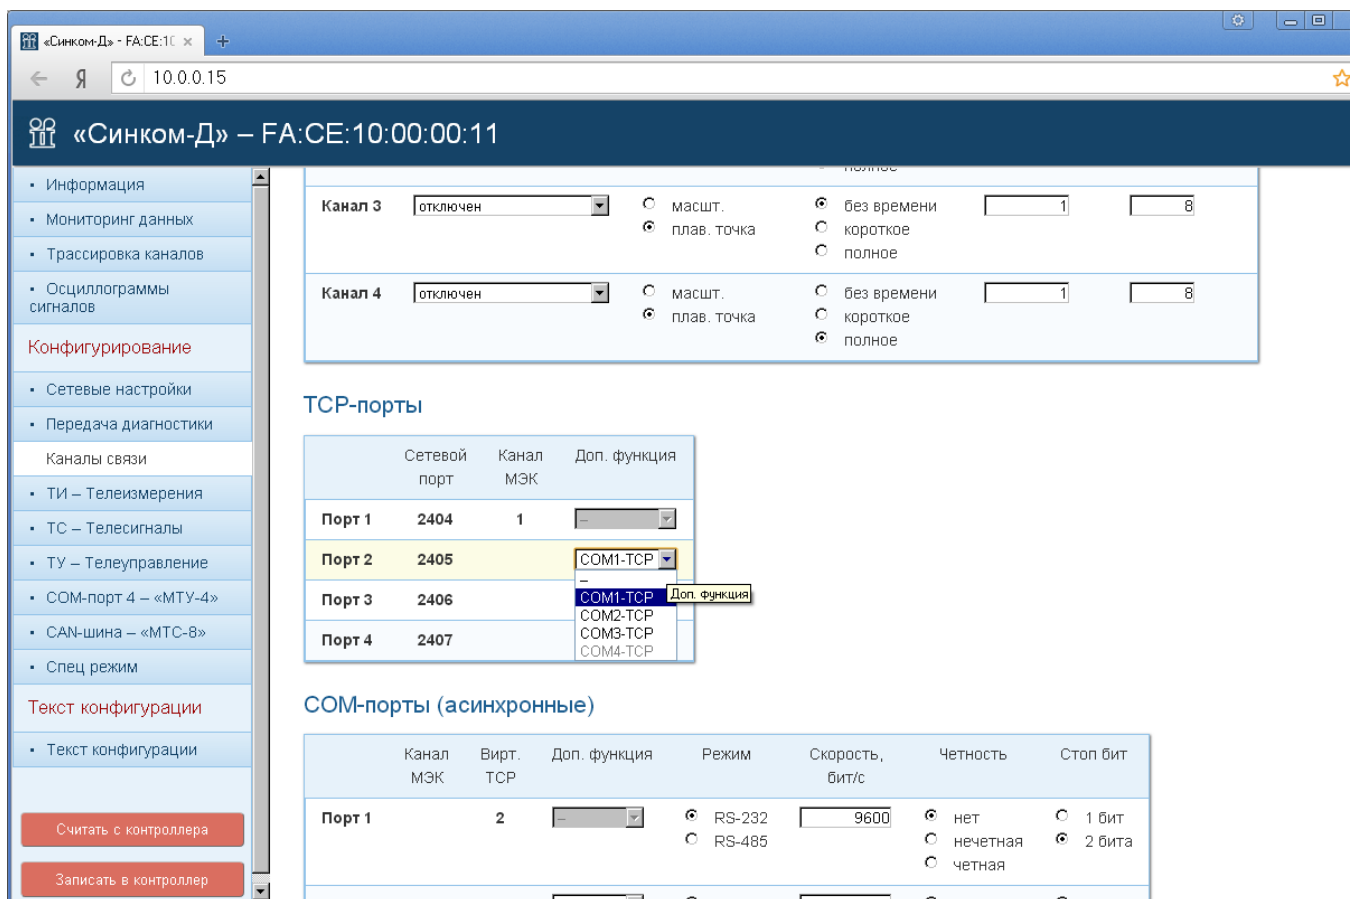 «Синком-Д» - FA:CE:1
10.0.0.15
«Синком-Д» – FA:CE:10:00:00:11
Информация
Мониторинг данных
Трассировка каналов
Осциллограммы
сигналов
Конфигурирование
Сетевые настройки
Передача диагностики
Каналы связи
ТИ – Телеизмерения
ТС – Телесигналы
ТУ – Телеуправление
COM-порт 4 – «МТУ-4»
CAN-шина – «МТС-8»
Спец режим
Текст конфигурации
Текст конфигурации
Считать с контроллера
Записать в контроллер
полное
Канал 3 отключен масшт. без времени 1 8
плав. точка короткое
полное
Канал 4 отключен масшт. без времени 1 8
плав. точка короткое
полное
TCP-порты
Сетевой Канал Доп. функция
порт МЭК
Порт 1 2404 1 –
Порт 2 2405 COM1-TCP
–
Порт 3 2406 COM1-TCP Доп. функция
COM2-TCP
Порт 4 2407 COM3-TCP
COM4-TCP
COM-порты (асинхронные)
Канал Вирт. Доп. функция Режим Скорость, Четность Стоп бит
МЭК TCP бит/с
Порт 1 2 – RS-232 9600 нет 1 бит
RS-485 нечетная 2 бита
четная